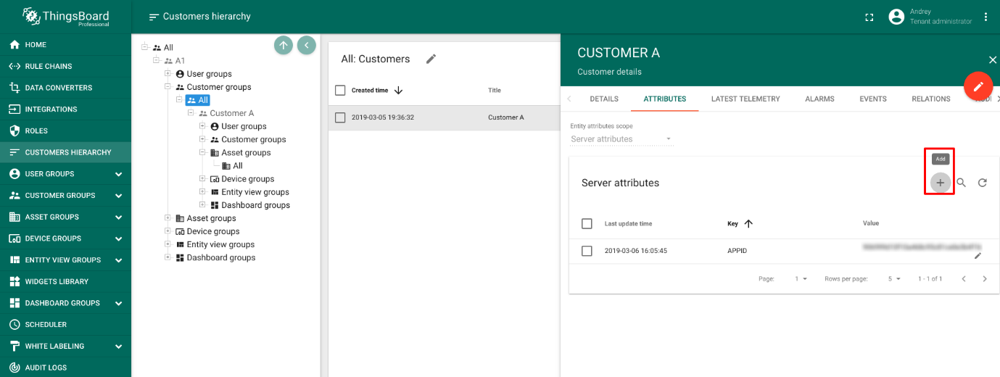 ThingsBoard
Professional
Customers hierarchy
Andrey
Tenant administrator
HOME
RULE CHAINS
DATA CONVERTERS
INTEGRATIONS
ROLES
CUSTOMERS HIERARCHY
USER GROUPS
CUSTOMER GROUPS
ASSET GROUPS
DEVICE GROUPS
ENTITY VIEW GROUPS
WIDGETS LIBRARY
DASHBOARD GROUPS
SCHEDULER
WHITE LABELING
AUDIT LOGS
All
A1
User groups
Customer groups
All
Customer A
User groups
Customer groups
Asset groups
All
Device groups
Entity view groups
Dashboard groups
Asset groups
Device groups
Entity view groups
Dashboard groups
All: Customers
Created time Title
2019-03-05 19:36:32 Customer A
CUSTOMER A
Customer details
DETAILS ATTRIBUTES LATEST TELEMETRY ALARMS EVENTS RELATIONS
Entity attributes scope
Server attributes
Add
Server attributes
Last update time Key Value
2019-03-06 16:05:45 APPID
Page: 1 Rows per page: 5 1 - 1 of 1